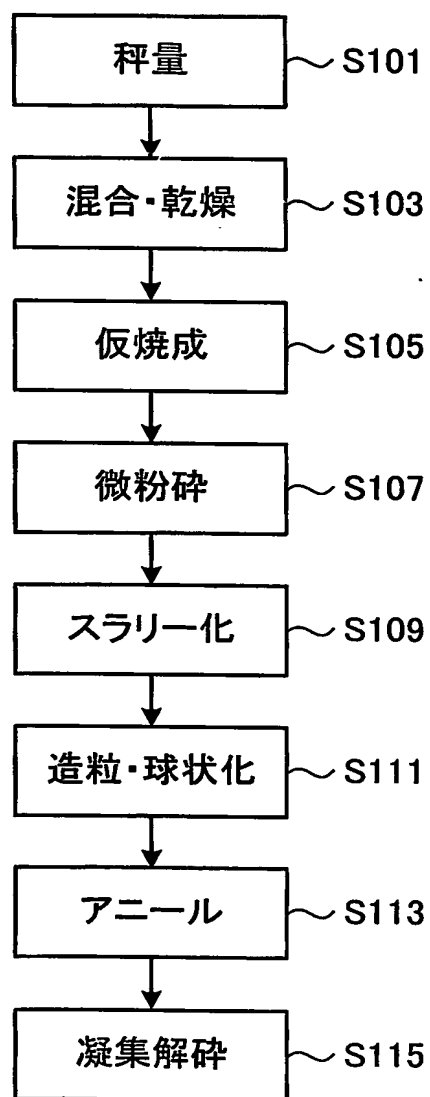 秤量 S101
混合・乾燥 S103
仮焼成 S105
微粉砕 S107
スラリー化 S109
造粒・球状化 S111
アニール S113
凝集解砕 S115